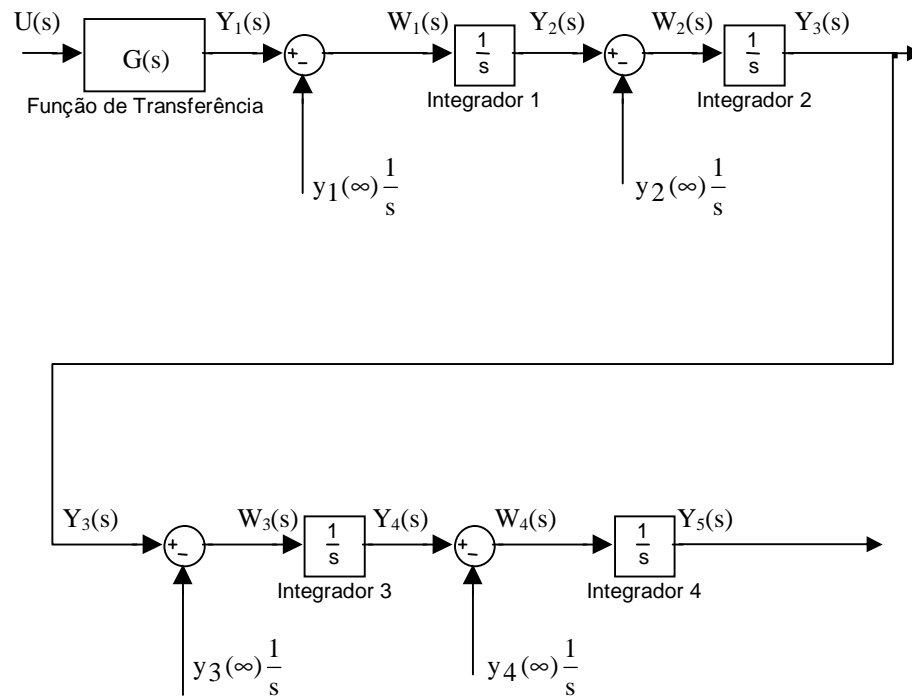 U(s)
Y1(s)
W1(s)
Y2(s)
W2(s)
Y3(s)
G(s)
+
-
1
s
+
-
1
s
Função de Transferência
Integrador 1
Integrador 2
y1(∞) 1/s
y2(∞) 1/s
Y3(s)
W3(s)
Y4(s)
W4(s)
Y5(s)
+
-
1
s
+
-
1
s
Integrador 3
Integrador 4
y3(∞) 1/s
y4(∞) 1/s